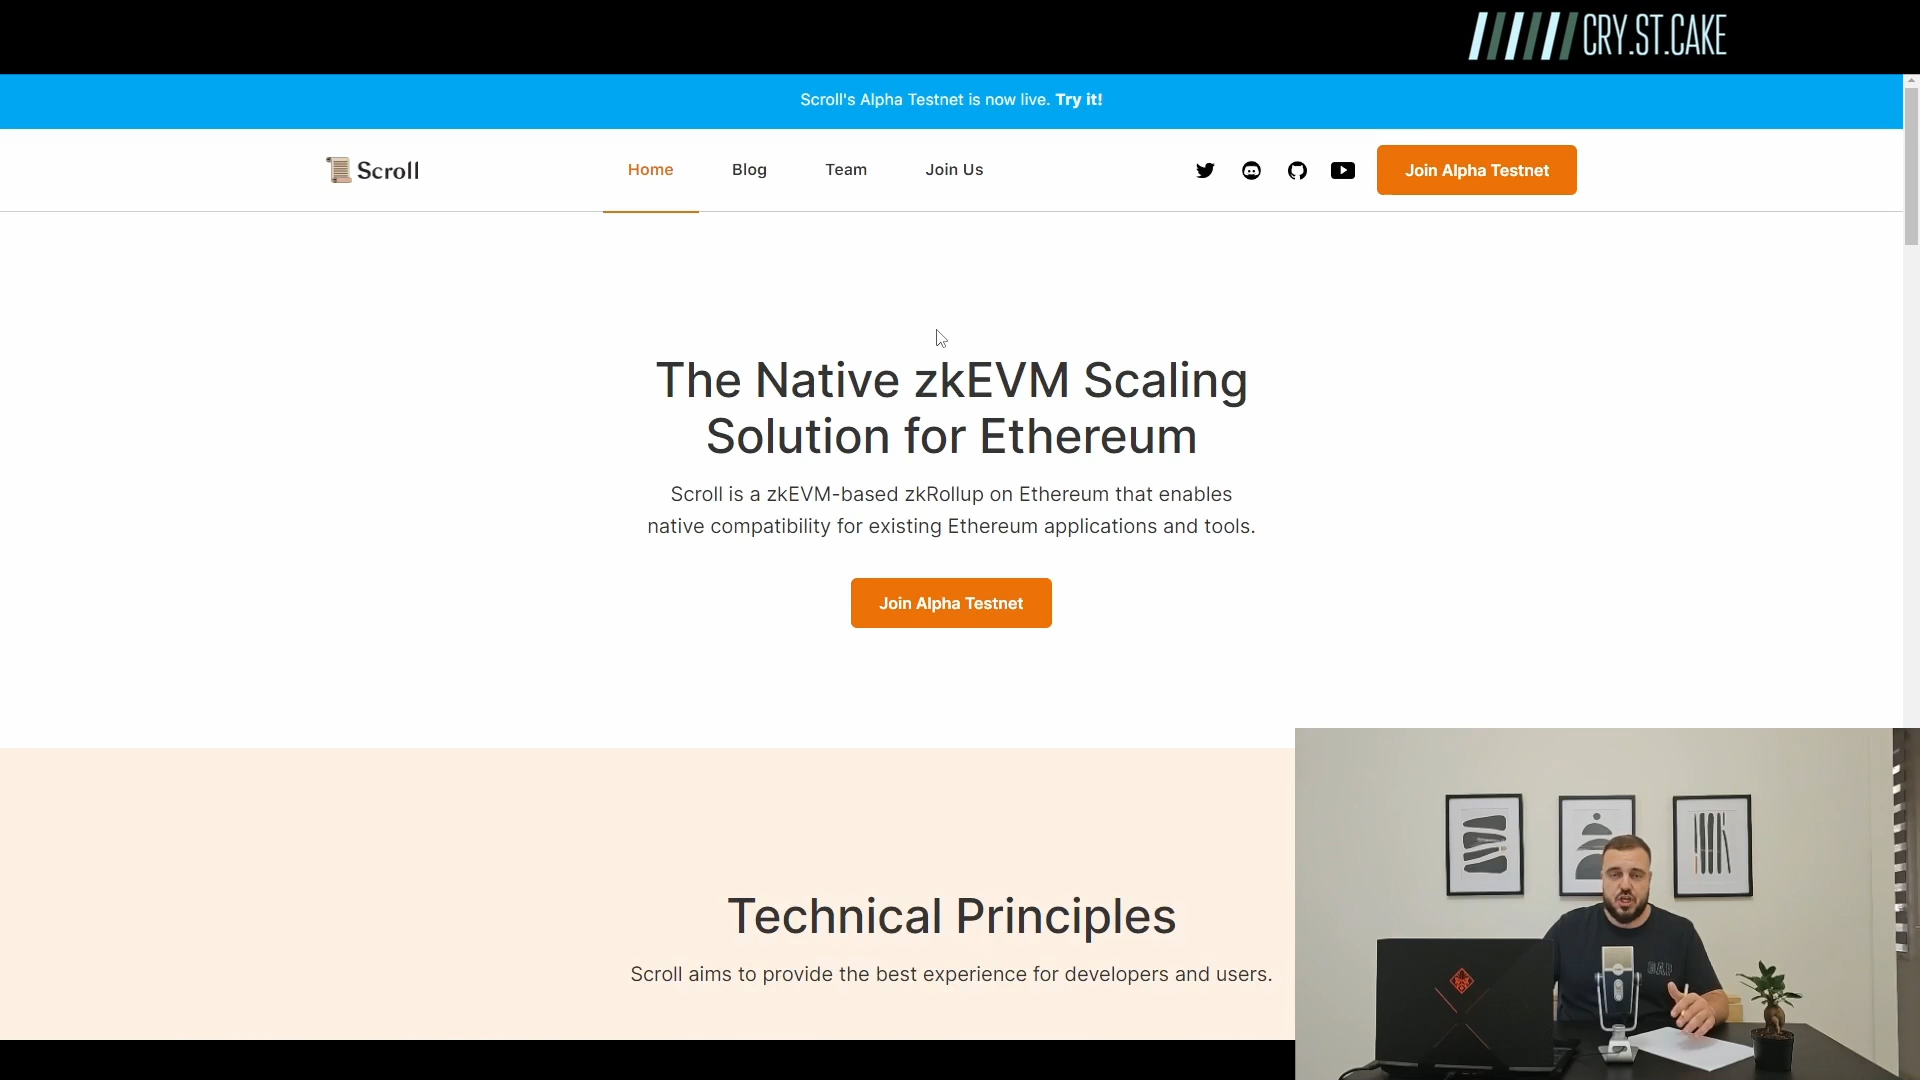 CRY.ST.CAKE
Scroll's Alpha Testnet is now live. Try it!
Scroll
Home
Blog
Team
Join Us
Join Alpha Testnet
The Native zkEVM Scaling
Solution for Ethereum
Scroll is a zkEVM-based zkRollup on Ethereum that enables
native compatibility for existing Ethereum applications and tools.
Join Alpha Testnet
Technical Principles
Scroll aims to provide the best experience for developers and users.
GAP